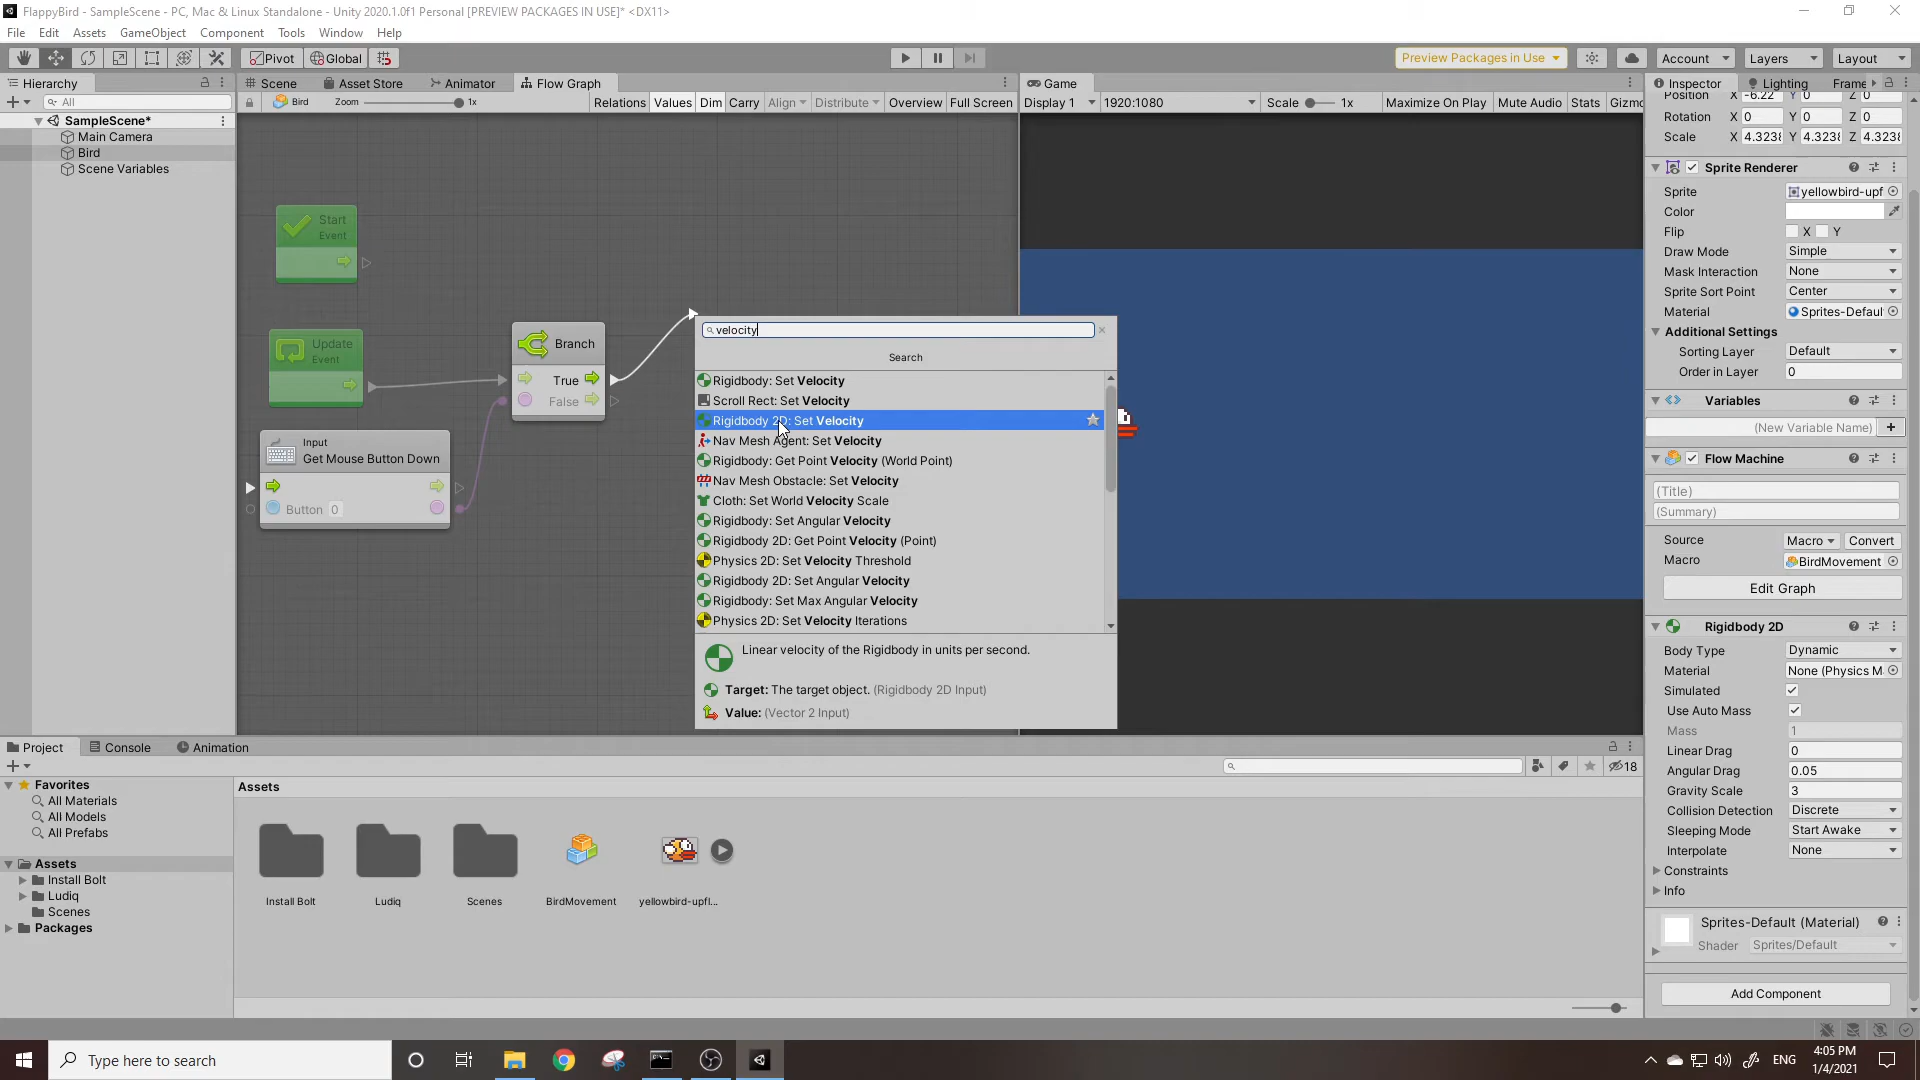 FlappyBird - SampleScene - PC, Mac & Linux Standalone - Unity 2020.1.0f1 Personal [PREVIEW PACKAGES IN USE]* <DX11>
File Edit Assets GameObject Component Tools Window Help
Pivot Global Preview Packages in Use Account Layers Layout
Hierarchy
All
SampleScene*
Main Camera
Bird
Scene Variables
Scene Asset Store Animator Flow Graph
Bird Zoom 1x Relations Values Dim Carry Align Distribute Overview Full Screen
Start
Event
Update
Event
Branch
True
False
Input
Get Mouse Button Down
Button 0
velocity
Search
Rigidbody: Set Velocity
Scroll Rect: Set Velocity
Rigidbody 2D: Set Velocity
Nav Mesh Agent: Set Velocity
Rigidbody: Get Point Velocity (World Point)
Nav Mesh Obstacle: Set Velocity
Cloth: Set World Velocity Scale
Rigidbody: Set Angular Velocity
Rigidbody 2D: Get Point Velocity (Point)
Physics 2D: Set Velocity Threshold
Rigidbody 2D: Set Angular Velocity
Rigidbody: Set Max Angular Velocity
Physics 2D: Set Velocity Iterations
Linear velocity of the Rigidbody in units per second.
Target: The target object. (Rigidbody 2D Input)
Value: (Vector 2 Input)
Game
Display 1 1920:1080 Scale 1x Maximize On Play Mute Audio Stats Gizmo
Inspector Lighting Frame
Position X -6.22 Y 0 Z 0
Rotation X 0 Y 0 Z 0
Scale X 4.3238 Y 4.3238 Z 4.3238
Sprite Renderer
Sprite yellowbird-upf
Color
Flip X Y
Draw Mode Simple
Mask Interaction None
Sprite Sort Point Center
Material Sprites-Defaul
Additional Settings
Sorting Layer Default
Order in Layer 0
Variables
(New Variable Name)
Flow Machine
(Title)
(Summary)
Source Macro Convert
Macro BirdMovement
Edit Graph
Rigidbody 2D
Body Type Dynamic
Material None (Physics M
Simulated
Use Auto Mass
Mass 1
Linear Drag 0
Angular Drag 0.05
Gravity Scale 3
Collision Detection Discrete
Sleeping Mode Start Awake
Interpolate None
Constraints
Info
Sprites-Default (Material)
Shader Sprites/Default
Add Component
Project Console Animation
18
Favorites
All Materials
All Models
All Prefabs
Assets
Install Bolt
Ludiq
Scenes
Packages
Assets
Install Bolt Ludiq Scenes BirdMovement yellowbird-upfl...
Type here to search
ENG
4:05 PM
1/4/2021